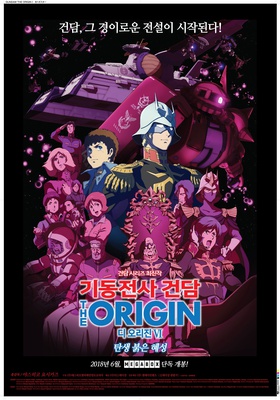 건담, 그 경이로운 전설이 시작된다!
건담 시리즈 최신작
기동전사 건담
THE ORIGIN
디 오리진 VI
탄생 붉은 혜성
2018년 6월, MEGABOX 단독 개봉!